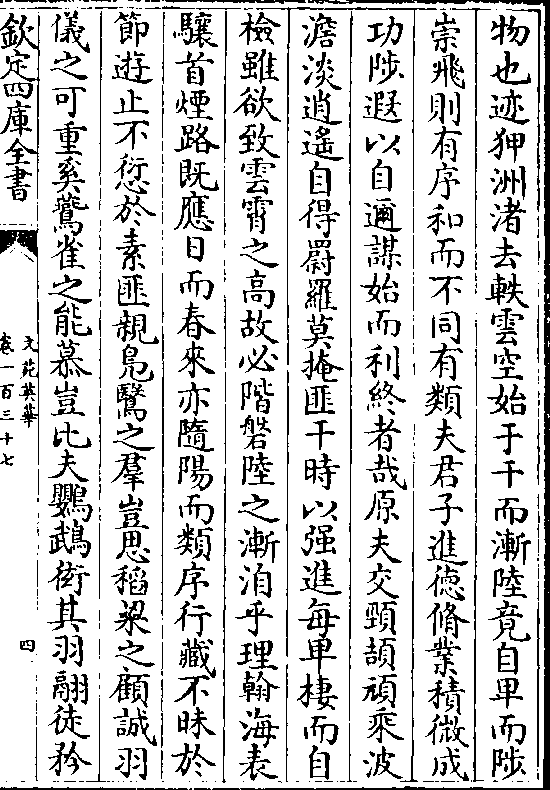 物也迹狎洲渚去軼雲空始于干而漸陸竟自卑而陟
崇飛則有序和而不同有類夫君子進徳脩業積微成
功陟遐以自邇謀始而利終者哉原夫交頸頡頏乘波
澹淡逍遙自得罻羅莫掩匪干時以强進每卑棲而自
檢雖欲致雲霄之高故必階磐陸之漸洎乎理翰海表
驤首煙路既應日而春來亦隨陽而類序行藏不昧於
節遊止不愆於素匪親鳧鷖之羣豈思稻粱之顧誠羽
儀之可重奚鷰雀之能慕豈比夫鸚鵡衒其羽翮徒矜
欽定四庫全書
文苑英華
卷一百三十七
四